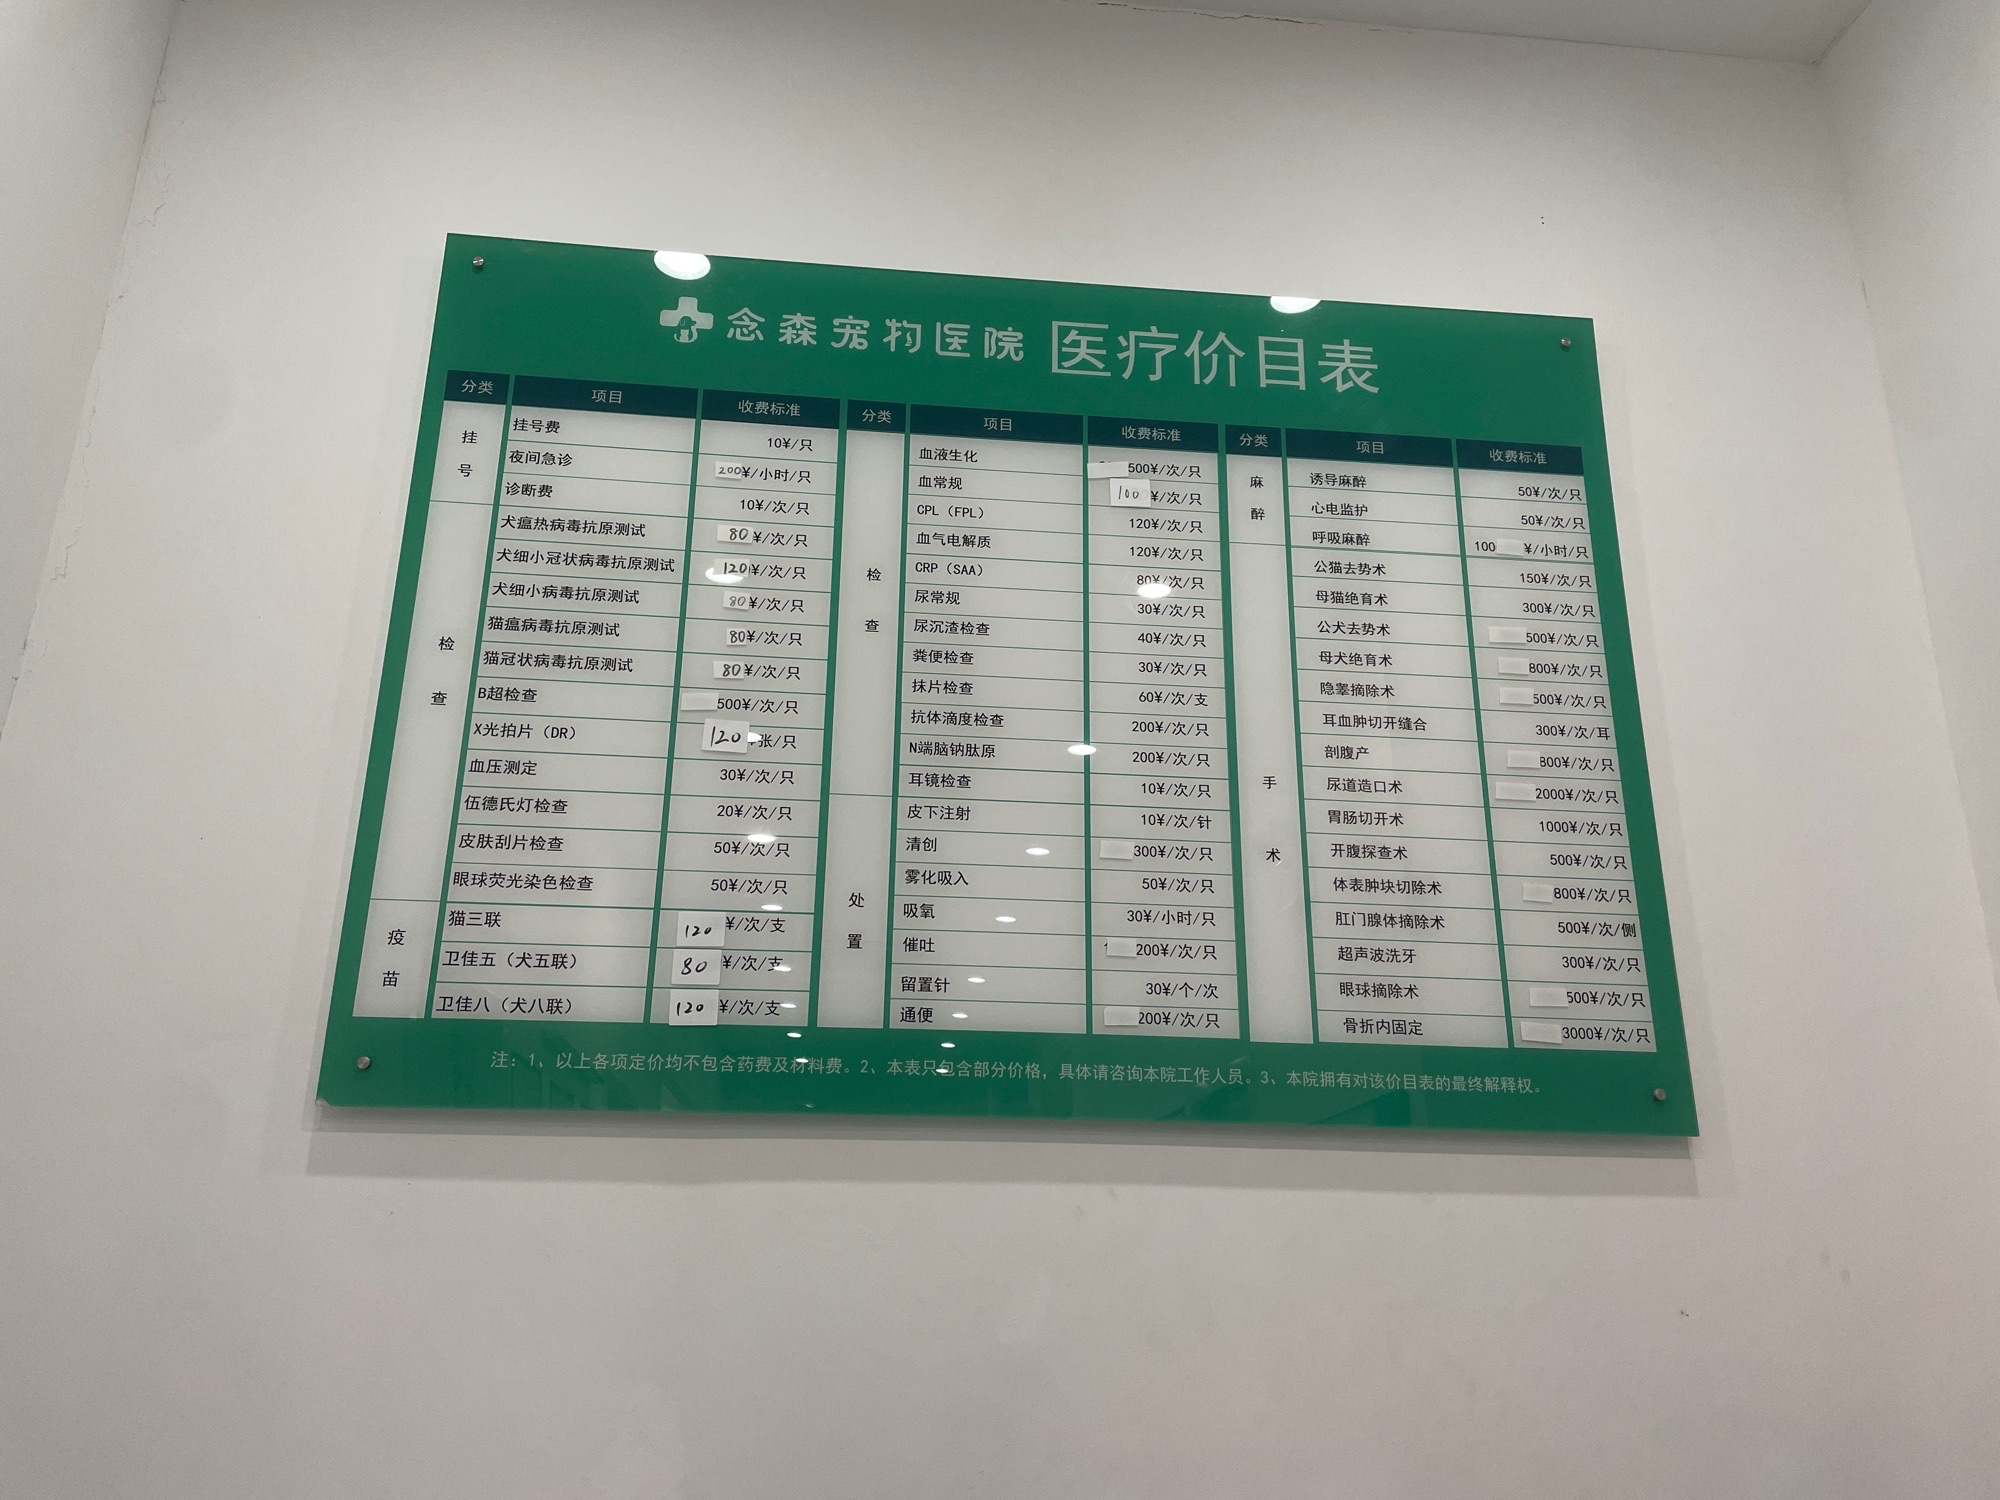 念森宠物医院 医疗价目表
分类 项目 收费标准
挂号
挂号费 10¥/只
夜间急诊 200¥/小时/只
诊断费 10¥/次/只
检查
犬瘟热病毒抗原测试 80¥/次/只
犬细小冠状病毒抗原测试 120¥/次/只
犬细小病毒抗原测试 80¥/次/只
猫瘟病毒抗原测试 80¥/次/只
猫冠状病毒抗原测试 80¥/次/只
B超检查 500¥/次/只
X光拍片（DR） 120 张/只
血压测定 30¥/次/只
伍德氏灯检查 20¥/次/只
皮肤刮片检查 50¥/次/只
眼球荧光染色检查 50¥/次/只
疫苗
猫三联 120¥/次/支
卫佳五（犬五联） 80¥/次/支
卫佳八（犬八联） 120¥/次/支
分类 项目 收费标准
检查
血液生化 500¥/次/只
血常规 100¥/次/只
CPL（FPL） 120¥/次/只
血气电解质 120¥/次/只
CRP（SAA） 80¥/次/只
尿常规 30¥/次/只
尿沉渣检查 40¥/次/只
粪便检查 30¥/次/只
抹片检查 60¥/次/支
抗体滴度检查 200¥/次/只
N端脑钠肽原 200¥/次/只
耳镜检查 10¥/次/只
处置
皮下注射 10¥/次/针
清创 300¥/次/只
雾化吸入 50¥/次/只
吸氧 30¥/小时/只
催吐 200¥/次/只
留置针 30¥/个/次
通便 200¥/次/只
分类 项目 收费标准
麻醉
诱导麻醉 50¥/次/只
心电监护 50¥/次/只
呼吸麻醉 100 ¥/小时/只
手术
公猫去势术 150¥/次/只
母猫绝育术 300¥/次/只
公犬去势术 500¥/次/只
母犬绝育术 800¥/次/只
隐睾摘除术 500¥/次/只
耳血肿切开缝合 300¥/次/耳
剖腹产 800¥/次/只
尿道造口术 2000¥/次/只
胃肠切开术 1000¥/次/只
开腹探查术 500¥/次/只
体表肿块切除术 800¥/次/只
肛门腺体摘除术 500¥/次/侧
超声波洗牙 300¥/次/只
眼球摘除术 500¥/次/只
骨折内固定 3000¥/次/只
注：1、以上各项定价均不包含药费及材料费。2、本表只包含部分价格，具体请咨询本院工作人员。3、本院拥有对该价目表的最终解释权。